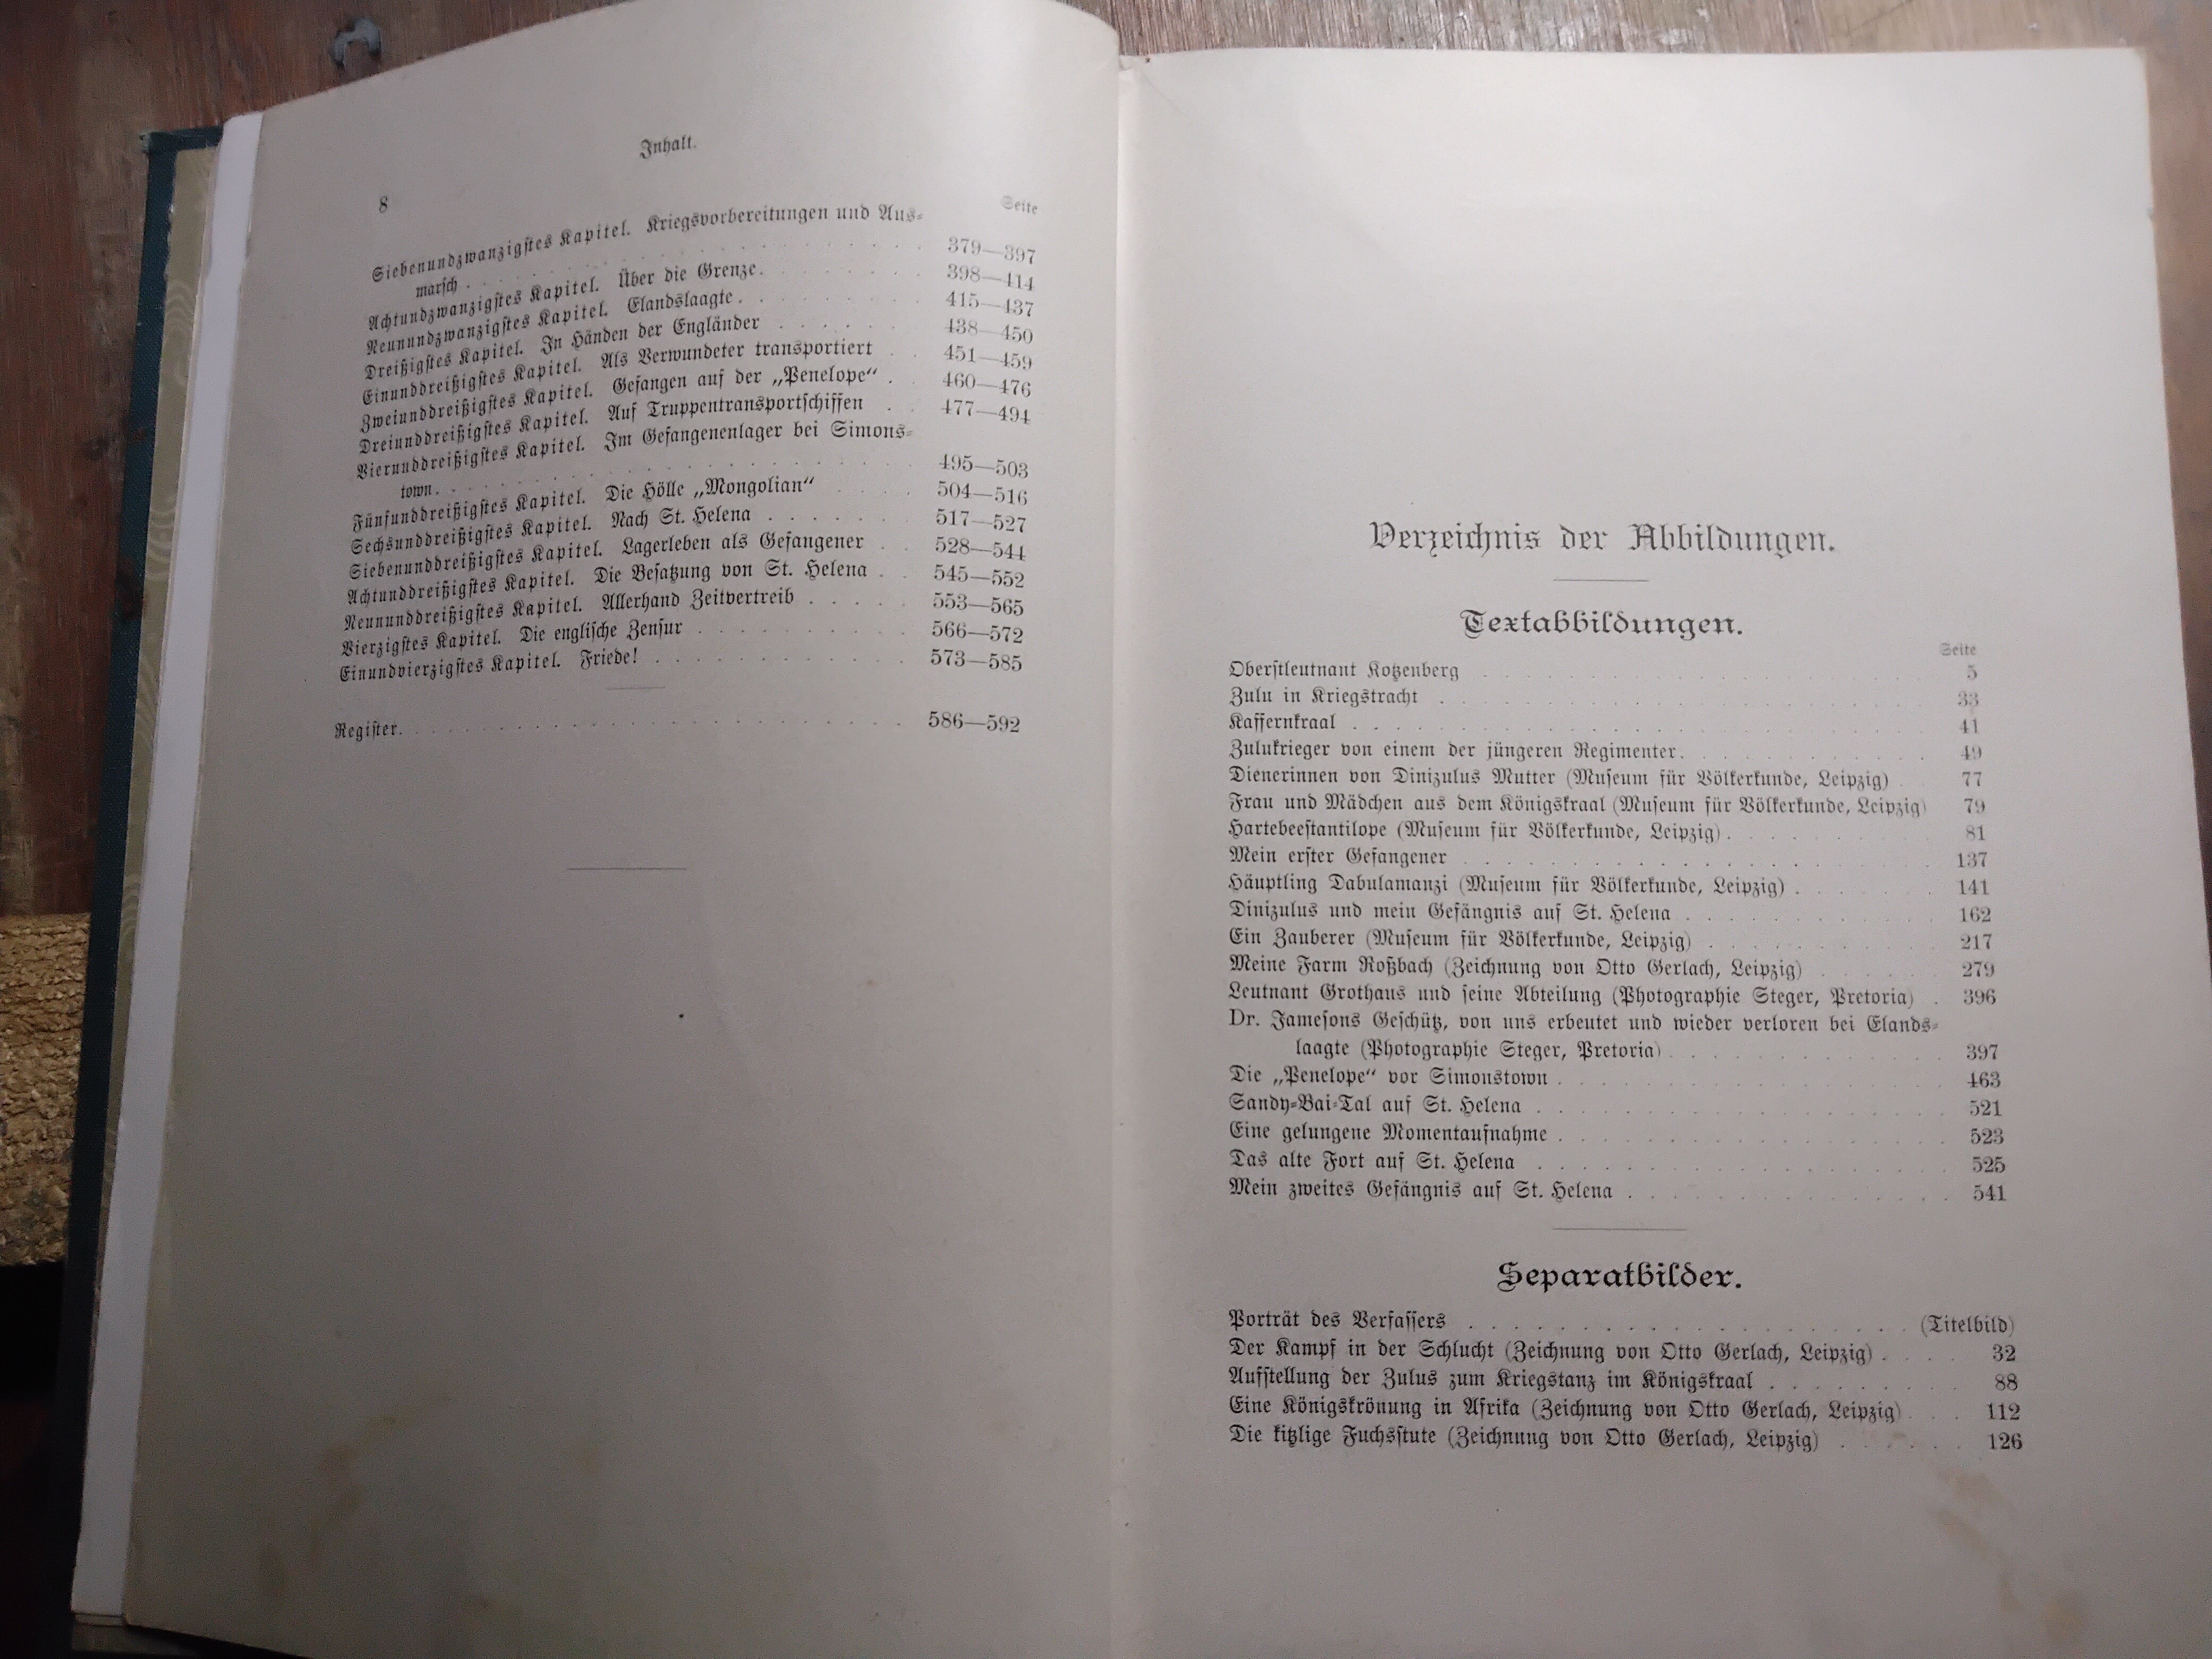 Inhalt.
8
Seite
Siebenundzwanzigstes Kapitel. Kriegsvorbereitungen und Aus-
marsch . . . . . . . . . . . . 379—397
Achtundzwanzigstes Kapitel. Über die Grenze. . . . . . . 398—414
Neunundzwanzigstes Kapitel. Elandslaagte . . . . . . . 415—437
Dreißigstes Kapitel. In Händen der Engländer . . . . . . 438—450
Einunddreißigstes Kapitel. Als Verwundeter transportiert . . 451—459
Zweiunddreißigstes Kapitel. Gefangen auf der „Penelope“ . 460—476
Dreiunddreißigstes Kapitel. Auf Truppentransportschiffen . . 477—494
Vierunddreißigstes Kapitel. Im Gefangenenlager bei Simons-
town. . . . . . . . . . . . . 495—503
Fünfunddreißigstes Kapitel. Die Hölle „Mongolian“ . . . . 504—516
Sechsunddreißigstes Kapitel. Nach St. Helena . . . . . . 517—527
Siebenunddreißigstes Kapitel. Lagerleben als Gefangener . . 528—544
Achtunddreißigstes Kapitel. Die Besatzung von St. Helena . . 545—552
Neununddreißigstes Kapitel. Allerhand Zeitvertreib . . . . . 553—565
Vierzigstes Kapitel. Die englische Zensur . . . . . . . . . 566—572
Einundvierzigstes Kapitel. Friede! . . . . . . . . . . 573—585
Register. . . . . . . . . . . . . . . . . . . 586—592
Verzeichnis der Abbildungen.
Textabbildungen.
Seite
Oberstleutnant Kotzenberg . . . . . . . . . . . . . . 5
Zulu in Kriegstracht . . . . . . . . . . . . . . . . 33
Kaffernkraal . . . . . . . . . . . . . . . . . . . 41
Zulukrieger von einem der jüngeren Regimenter. . . . . . . 49
Dienerinnen von Dinizulus Mutter (Museum für Völkerkunde, Leipzig) . 77
Frau und Mädchen aus dem Königskraal (Museum für Völkerkunde, Leipzig) 79
Hartebeestantilope (Museum für Völkerkunde, Leipzig) . . . . . . 81
Mein erster Gefangener . . . . . . . . . . . . . . . 137
Häuptling Dabulamanzi (Museum für Völkerkunde, Leipzig) . . . . . 141
Dinizulus und mein Gefängnis auf St. Helena . . . . . . . . 162
Ein Zauberer (Museum für Völkerkunde, Leipzig) . . . . . . . 217
Meine Farm Roßbach (Zeichnung von Otto Gerlach, Leipzig) . . . . 279
Leutnant Grothaus und seine Abteilung (Photographie Steger, Pretoria) . 396
Dr. Jamesons Geschütz, von uns erbeutet und wieder verloren bei Elands-
laagte (Photographie Steger, Pretoria) . . . . . . . . . 397
Die „Penelope“ vor Simonstown . . . . . . . . . . . . 463
Sandy-Bai-Tal auf St. Helena . . . . . . . . . . . . . 521
Eine gelungene Momentaufnahme . . . . . . . . . . . . 523
Das alte Fort auf St. Helena . . . . . . . . . . . . . 525
Mein zweites Gefängnis auf St. Helena . . . . . . . . . . 541
Separatbilder.
Porträt des Verfassers . . . . . . . . . . . . . (Titelbild)
Der Kampf in der Schlucht (Zeichnung von Otto Gerlach, Leipzig) . . . . 32
Aufstellung der Zulus zum Kriegstanz im Königskraal . . . . . . . 88
Eine Königskrönung in Afrika (Zeichnung von Otto Gerlach, Leipzig) . . . 112
Die kitzlige Fuchsstute (Zeichnung von Otto Gerlach, Leipzig) . . . . . 126